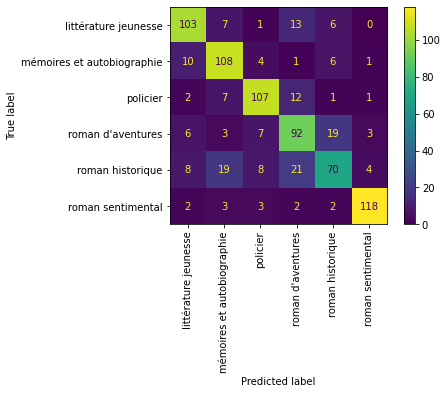 littérature jeunesse 103 7 1 13 6 0
mémoires et autobiographie 10 108 4 1 6 1
policier 2 7 107 12 1 1
roman d'aventures 6 3 7 92 19 3
roman historique 8 19 8 21 70 4
roman sentimental 2 3 3 2 2 118
True label
littérature jeunesse
mémoires et autobiographie
policier
roman d'aventures
roman historique
roman sentimental
Predicted label
100
80
60
40
20
0